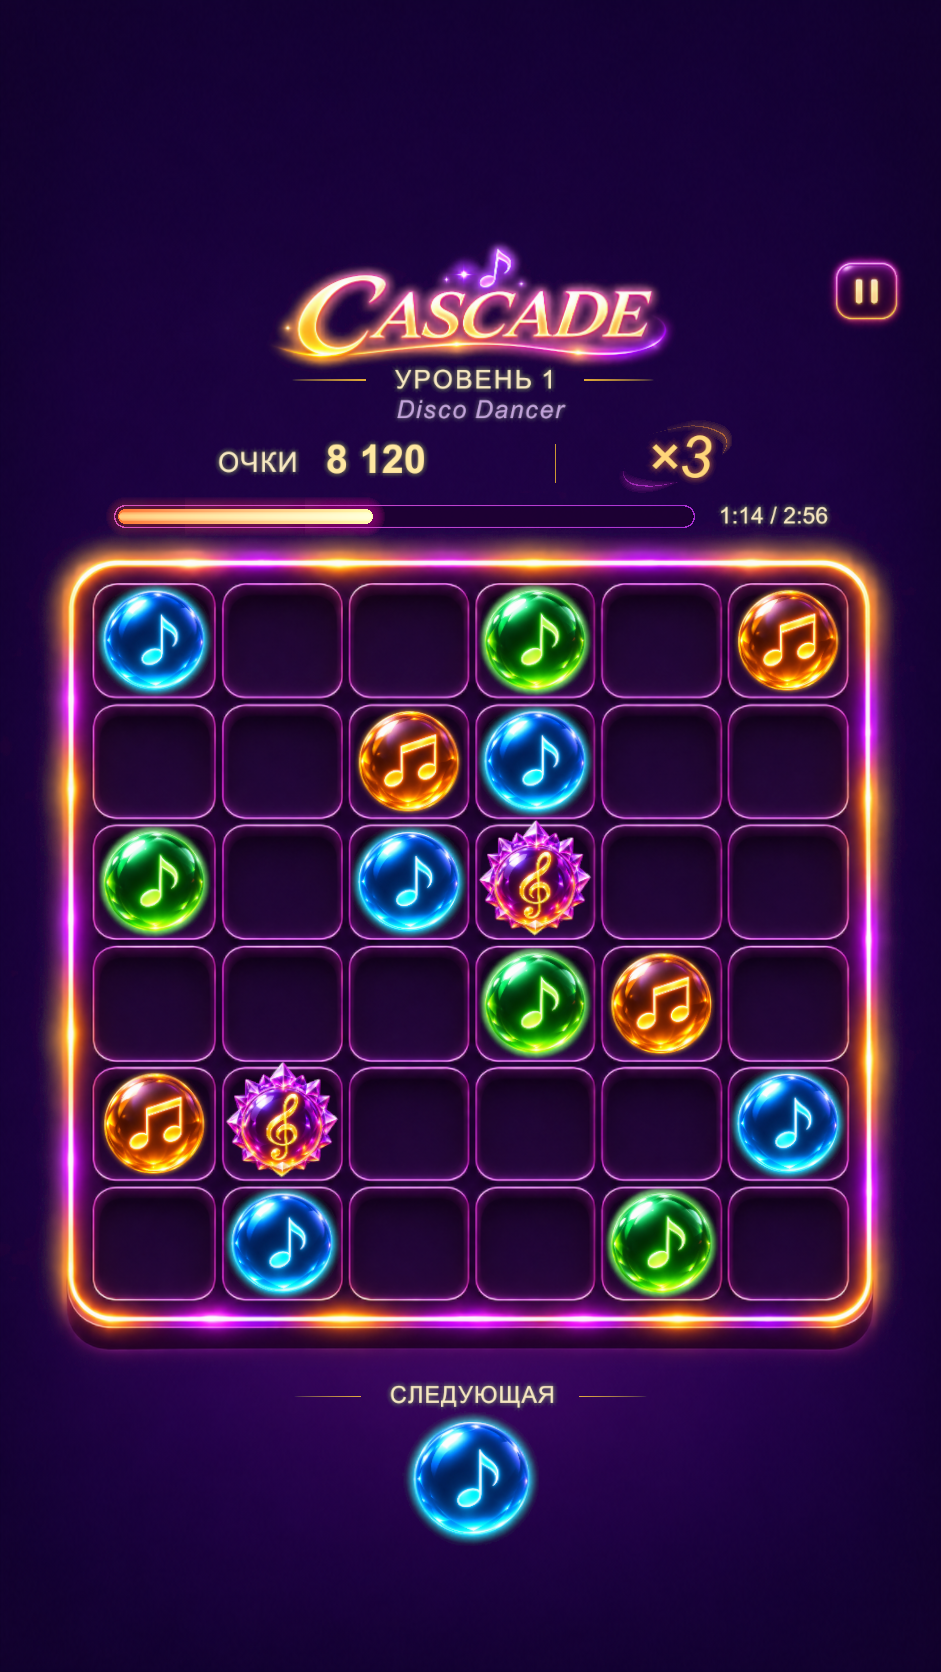 CASCADE
УРОВЕНЬ 1
Disco Dancer
ОЧКИ 8 120
×3
1:14 / 2:56
СЛЕДУЮЩАЯ